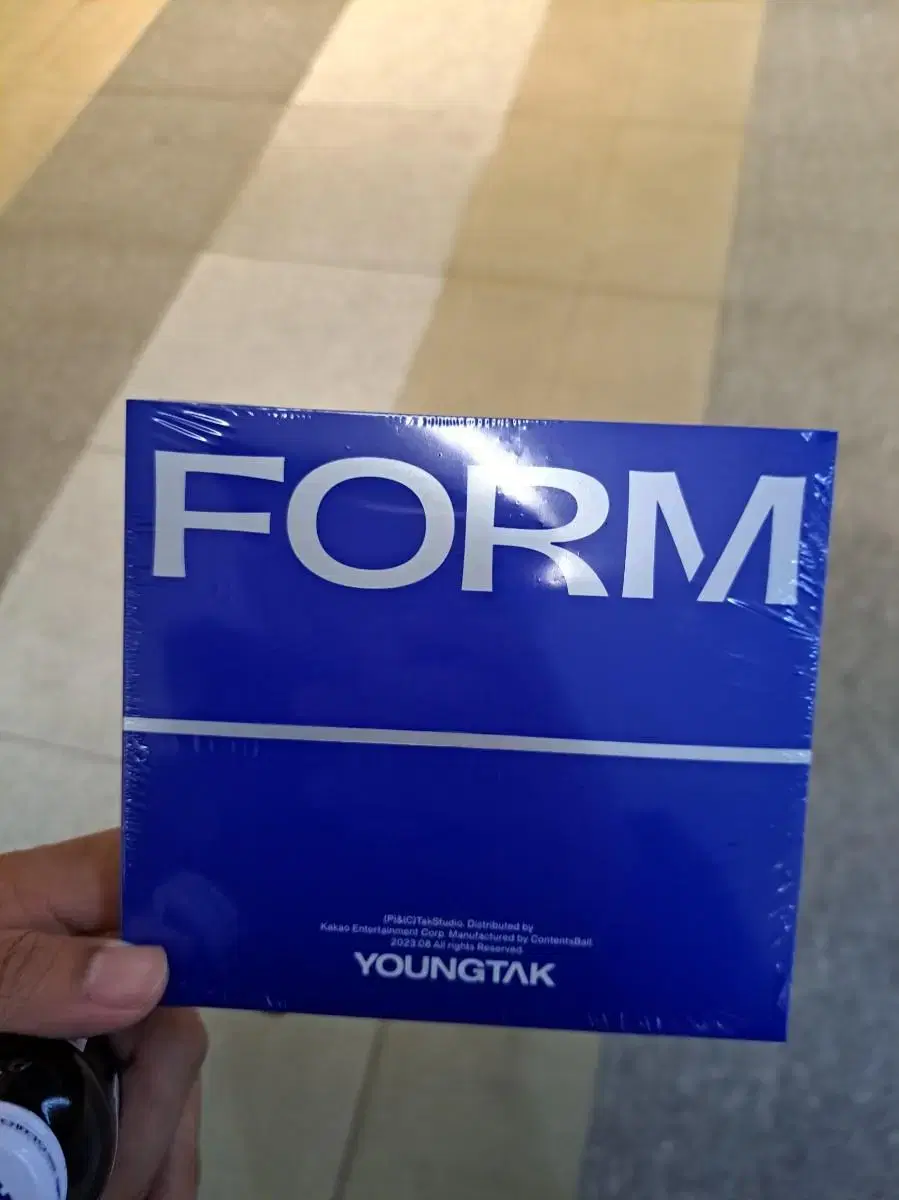 FORM
(P)&(C)TakStudio. Distributed by
Kakao Entertainment Corp. Manufactured by ContentsBall
2023.08 All rights Reserved
YOUNGTAK